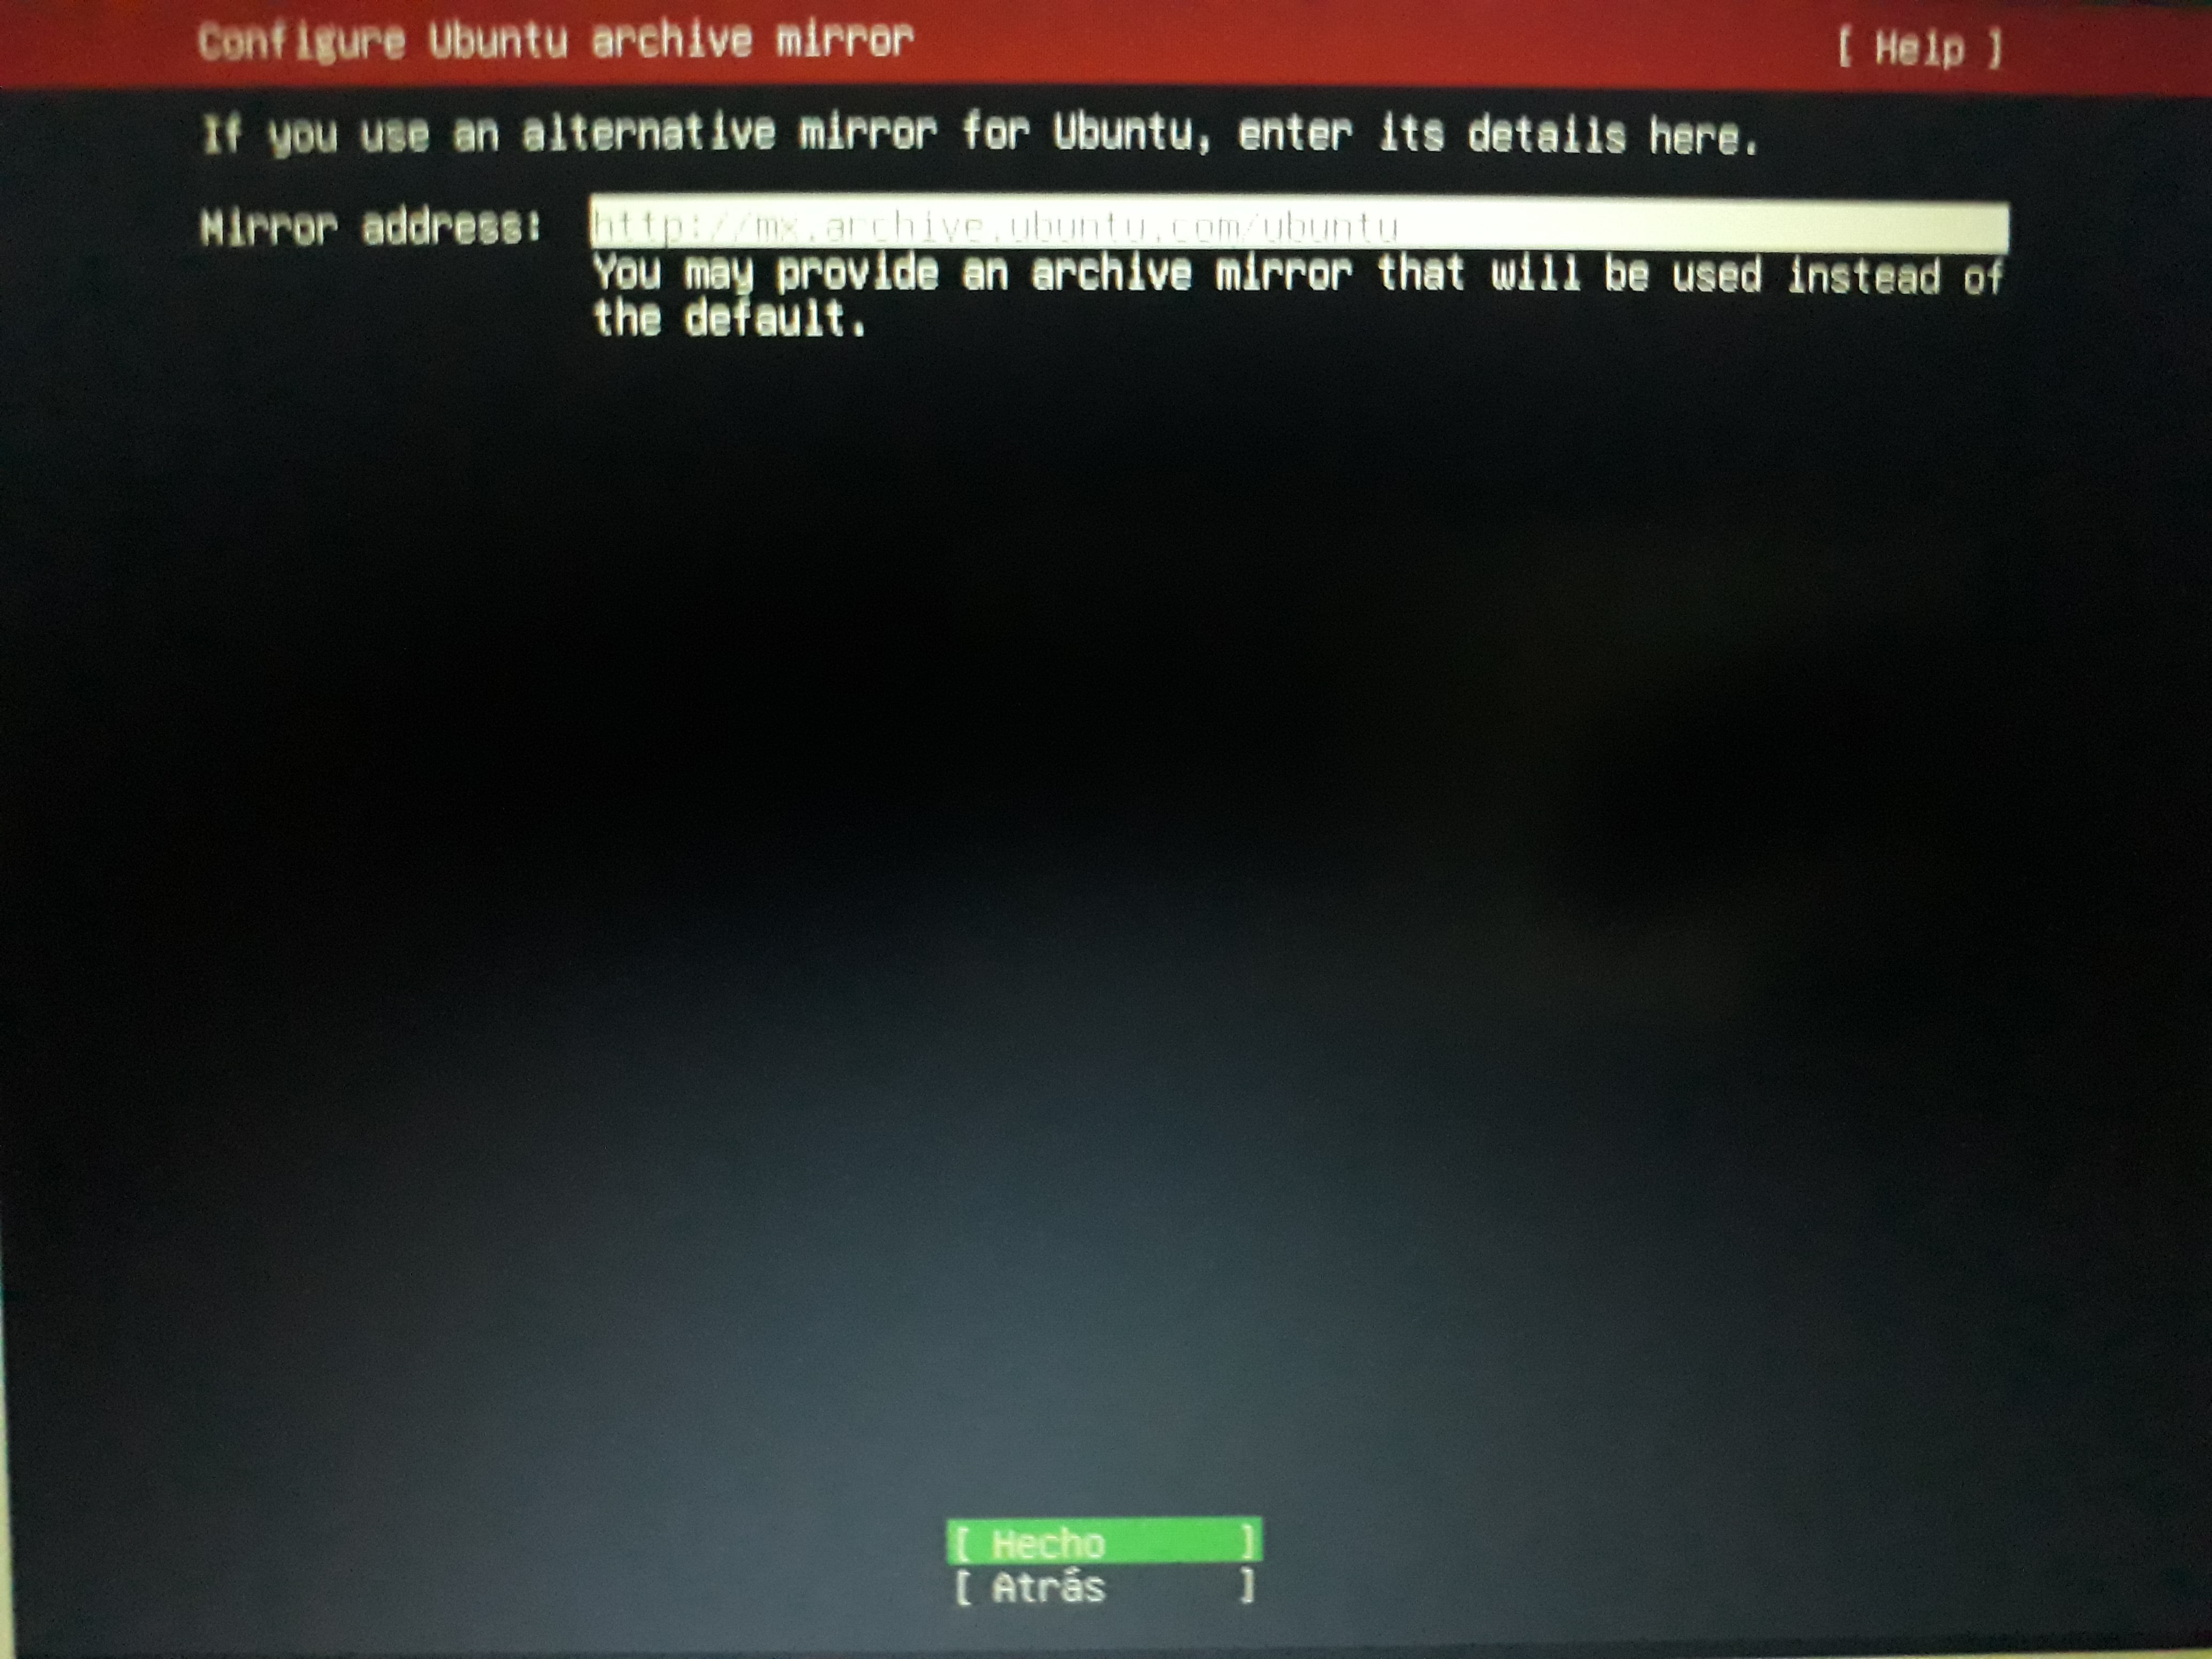 Configure Ubuntu archive mirror [ Help ]
If you use an alternative mirror for Ubuntu, enter its details here.
Mirror address: http://mx.archive.ubuntu.com/ubuntu
You may provide an archive mirror that will be used instead of
the default.
[ Hecho ]
[ Atrás ]